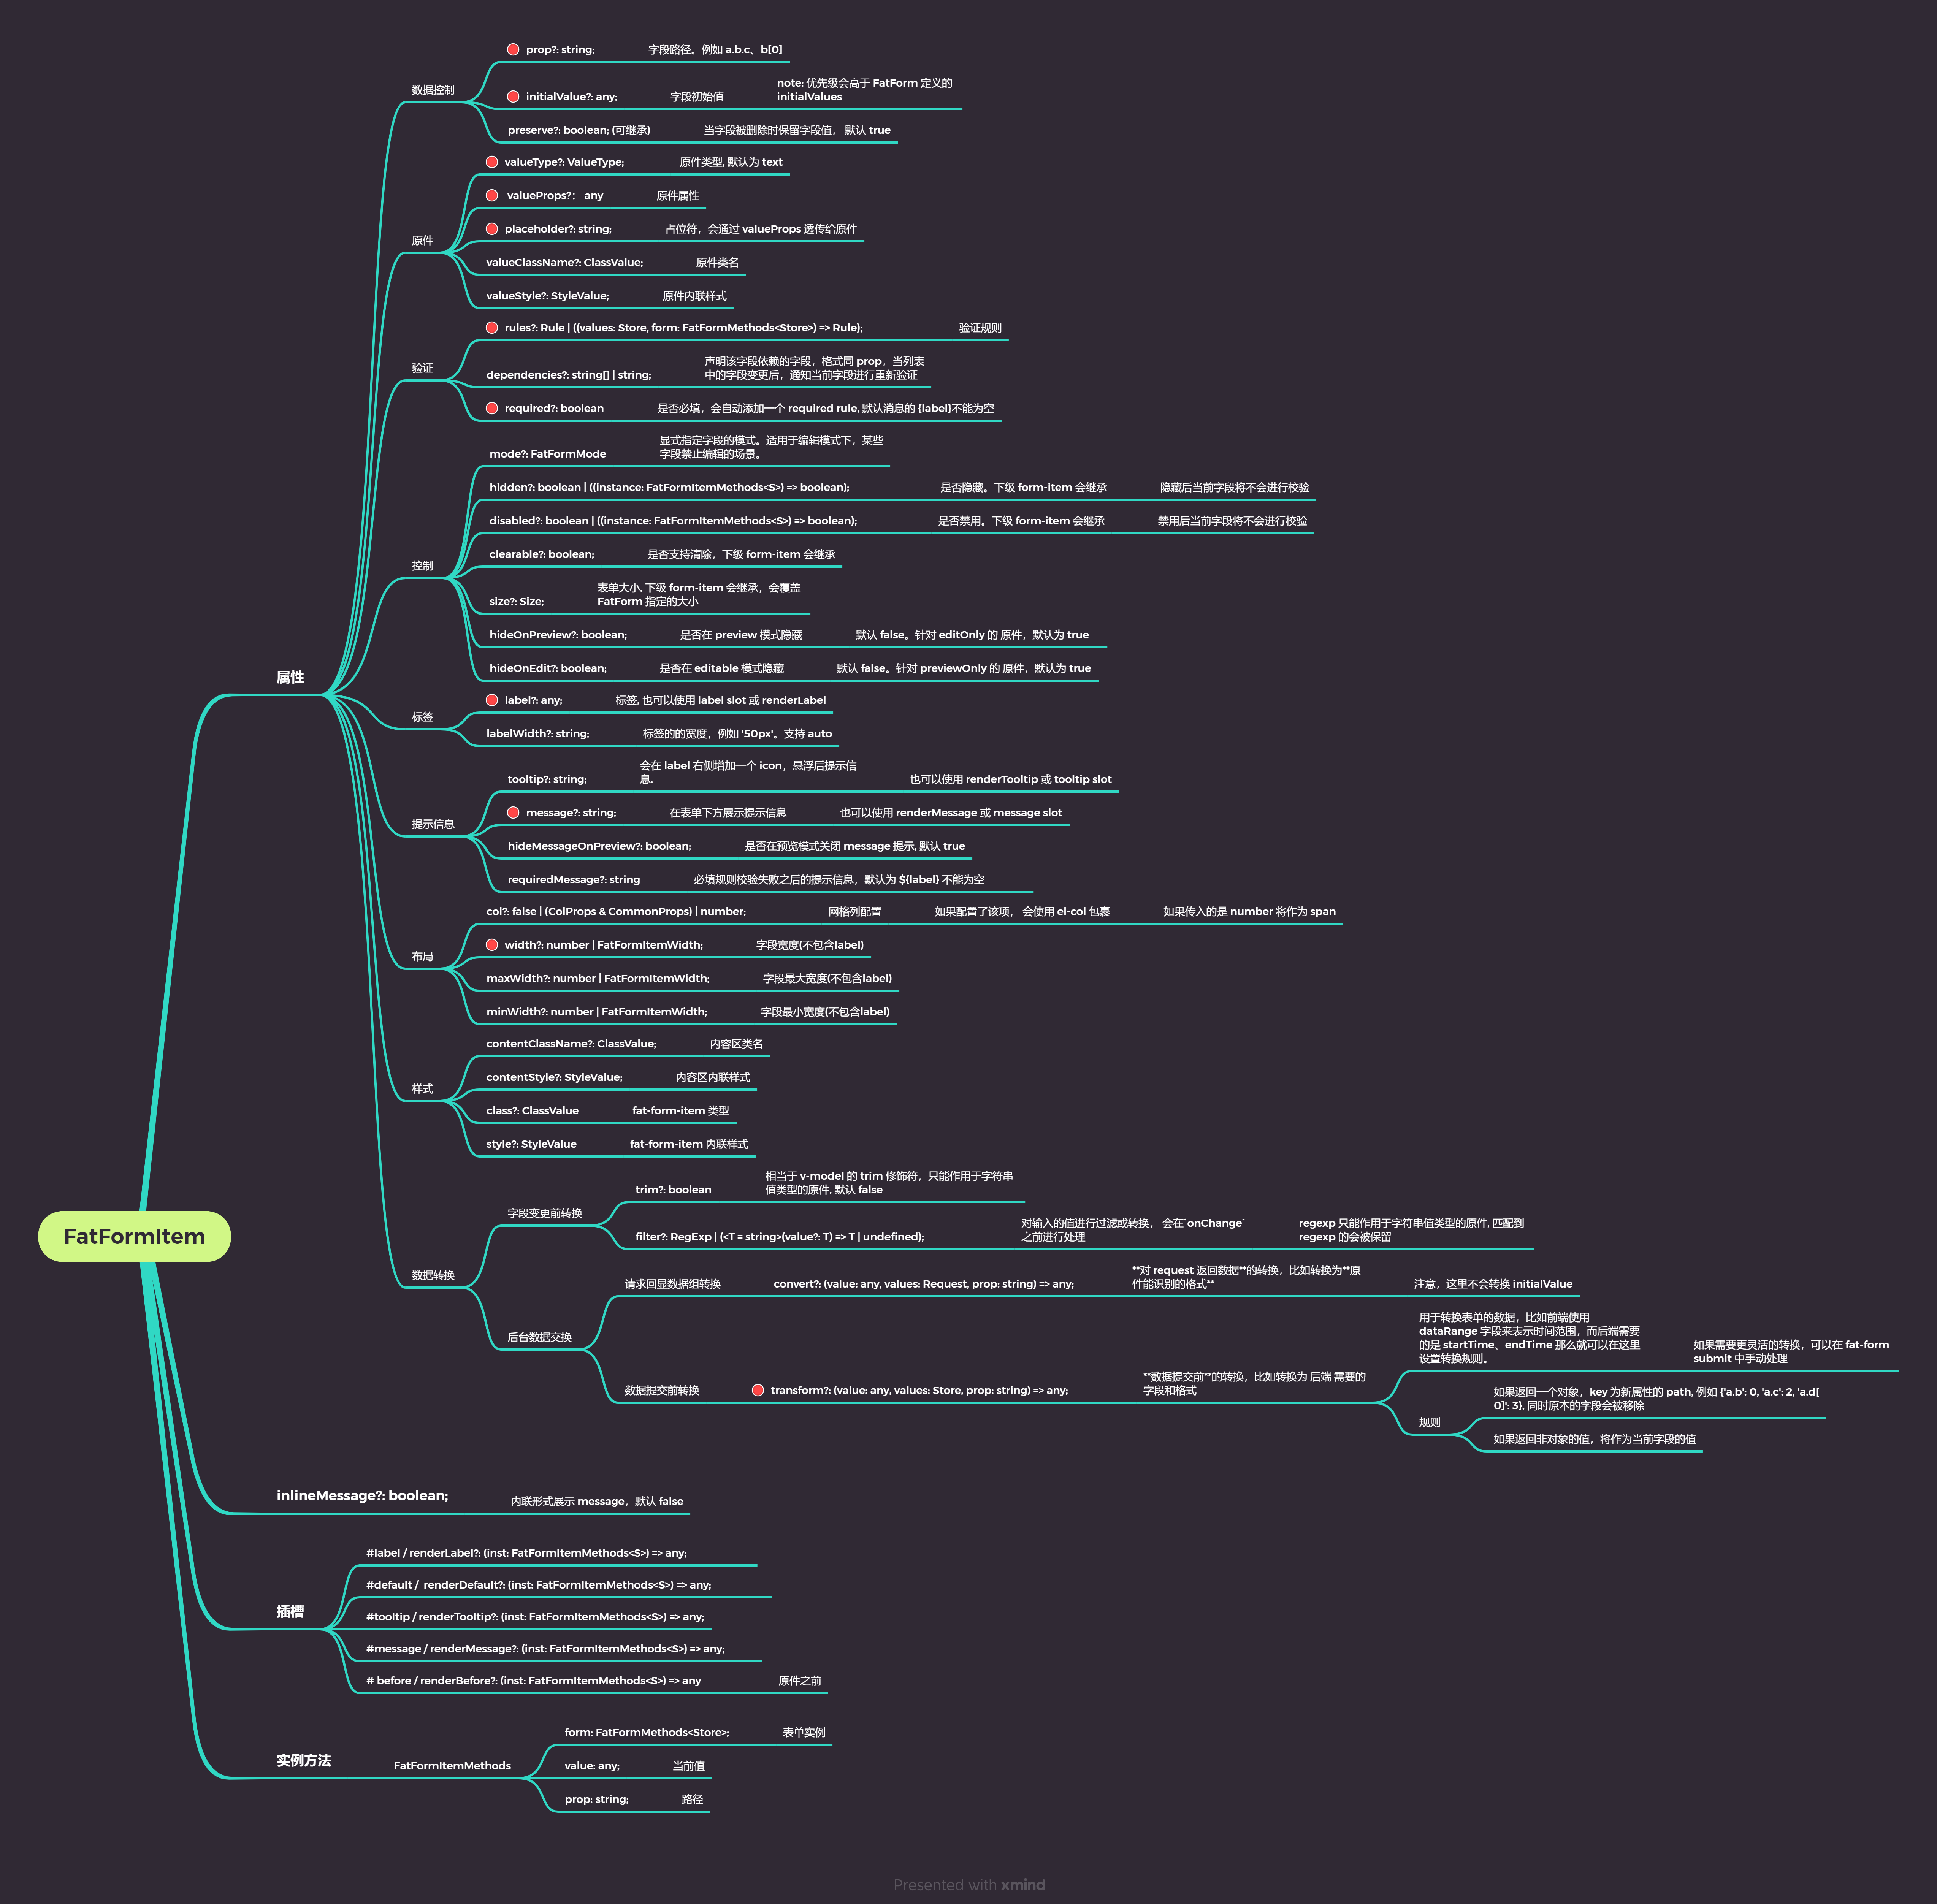 prop?: string;
字段路径。例如 a.b.c、b[0]
数据控制
initialValue?: any;
字段初始值
note: 优先级会高于 FatForm 定义的
initialValues
preserve?: boolean; (可继承)
当字段被删除时保留字段值， 默认 true
valueType?: ValueType;
原件类型, 默认为 text
valueProps?： any
原件属性
原件
placeholder?: string;
占位符，会通过 valueProps 透传给原件
valueClassName?: ClassValue;
原件类名
valueStyle?: StyleValue;
原件内联样式
rules?: Rule | ((values: Store, form: FatFormMethods<Store>) => Rule);
验证规则
验证
dependencies?: string[] | string;
声明该字段依赖的字段，格式同 prop，当列表
中的字段变更后，通知当前字段进行重新验证
required?: boolean
是否必填，会自动添加一个 required rule, 默认消息的 {label}不能为空
mode?: FatFormMode
显式指定字段的模式。适用于编辑模式下，某些
字段禁止编辑的场景。
hidden?: boolean | ((instance: FatFormItemMethods<S>) => boolean);
是否隐藏。下级 form-item 会继承
隐藏后当前字段将不会进行校验
disabled?: boolean | ((instance: FatFormItemMethods<S>) => boolean);
是否禁用。下级 form-item 会继承
禁用后当前字段将不会进行校验
控制
clearable?: boolean;
是否支持清除，下级 form-item 会继承
size?: Size;
表单大小, 下级 form-item 会继承，会覆盖
FatForm 指定的大小
hideOnPreview?: boolean;
是否在 preview 模式隐藏
默认 false。针对 editOnly 的 原件，默认为 true
hideOnEdit?: boolean;
是否在 editable 模式隐藏
默认 false。针对 previewOnly 的 原件，默认为 true
属性
label?: any;
标签, 也可以使用 label slot 或 renderLabel
标签
labelWidth?: string;
标签的的宽度，例如 '50px'。支持 auto
tooltip?: string;
会在 label 右侧增加一个 icon，悬浮后提示信
息.
也可以使用 renderTooltip 或 tooltip slot
message?: string;
在表单下方展示提示信息
也可以使用 renderMessage 或 message slot
提示信息
hideMessageOnPreview?: boolean;
是否在预览模式关闭 message 提示, 默认 true
requiredMessage?: string
必填规则校验失败之后的提示信息，默认为 ${label} 不能为空
col?: false | (ColProps & CommonProps) | number;
网格列配置
如果配置了该项， 会使用 el-col 包裹
如果传入的是 number 将作为 span
布局
width?: number | FatFormItemWidth;
字段宽度(不包含label)
maxWidth?: number | FatFormItemWidth;
字段最大宽度(不包含label)
minWidth?: number | FatFormItemWidth;
字段最小宽度(不包含label)
contentClassName?: ClassValue;
内容区类名
contentStyle?: StyleValue;
内容区内联样式
样式
class?: ClassValue
fat-form-item 类型
style?: StyleValue
fat-form-item 内联样式
字段变更前转换
trim?: boolean
相当于 v-model 的 trim 修饰符，只能作用于字符串
值类型的原件, 默认 false
FatFormItem
filter?: RegExp | (<T = string>(value?: T) => T | undefined);
对输入的值进行过滤或转换， 会在`onChange`
之前进行处理
regexp 只能作用于字符串值类型的原件, 匹配到
regexp 的会被保留
数据转换
请求回显数据组转换
convert?: (value: any, values: Request, prop: string) => any;
**对 request 返回数据**的转换，比如转换为**原
件能识别的格式**
注意，这里不会转换 initialValue
后台数据交换
数据提交前转换
transform?: (value: any, values: Store, prop: string) => any;
**数据提交前**的转换，比如转换为 后端 需要的
字段和格式
用于转换表单的数据，比如前端使用
dataRange 字段来表示时间范围，而后端需要
的是 startTime、endTime 那么就可以在这里
设置转换规则。
如果需要更灵活的转换，可以在 fat-form
submit 中手动处理
规则
如果返回一个对象，key 为新属性的 path, 例如 {'a.b': 0, 'a.c': 2, 'a.d[
0]': 3}, 同时原本的字段会被移除
如果返回非对象的值，将作为当前字段的值
inlineMessage?: boolean;
内联形式展示 message，默认 false
#label / renderLabel?: (inst: FatFormItemMethods<S>) => any;
#default /  renderDefault?: (inst: FatFormItemMethods<S>) => any;
插槽
#tooltip / renderTooltip?: (inst: FatFormItemMethods<S>) => any;
#message / renderMessage?: (inst: FatFormItemMethods<S>) => any;
# before / renderBefore?: (inst: FatFormItemMethods<S>) => any
原件之前
实例方法
FatFormItemMethods
form: FatFormMethods<Store>;
表单实例
value: any;
当前值
prop: string;
路径
Presented with xmind